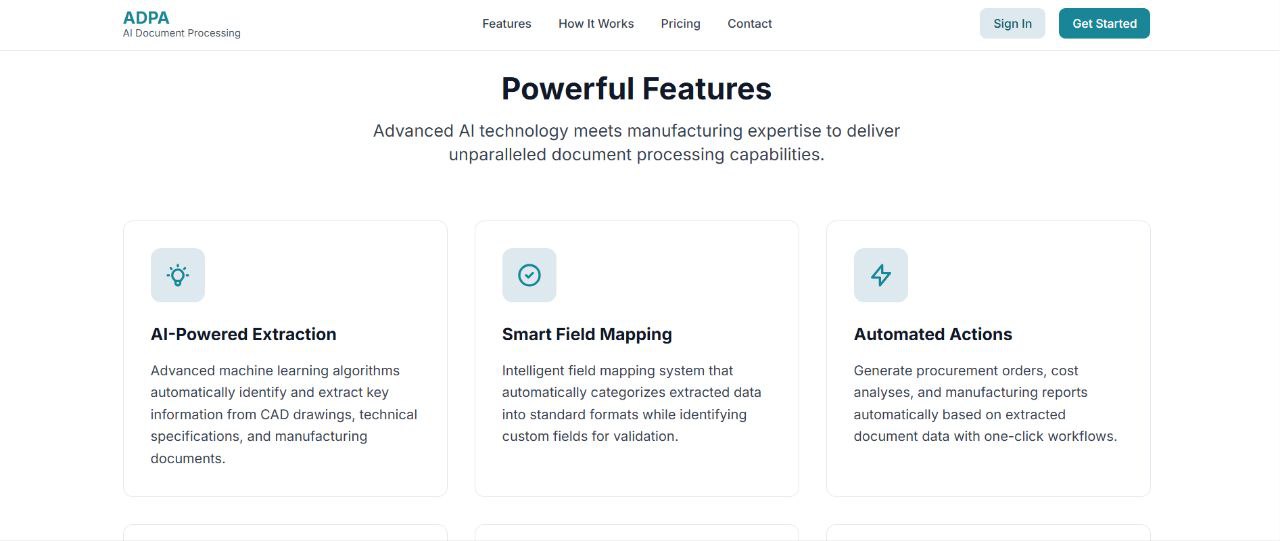 ADPA
AI Document Processing
Features
How It Works
Pricing
Contact
Sign In
Get Started
Powerful Features
Advanced AI technology meets manufacturing expertise to deliver
unparalleled document processing capabilities.
AI-Powered Extraction
Advanced machine learning algorithms
automatically identify and extract key
information from CAD drawings, technical
specifications, and manufacturing
documents.
Smart Field Mapping
Intelligent field mapping system that
automatically categorizes extracted data
into standard formats while identifying
custom fields for validation.
Automated Actions
Generate procurement orders, cost
analyses, and manufacturing reports
automatically based on extracted
document data with one-click workflows.